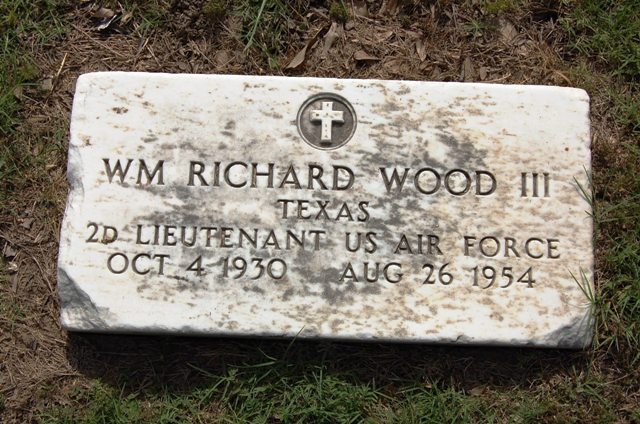 WM RICHARD WOOD III
TEXAS
2D LIEUTENANT US AIR FORCE
OCT 4 1930 AUG 26 1954